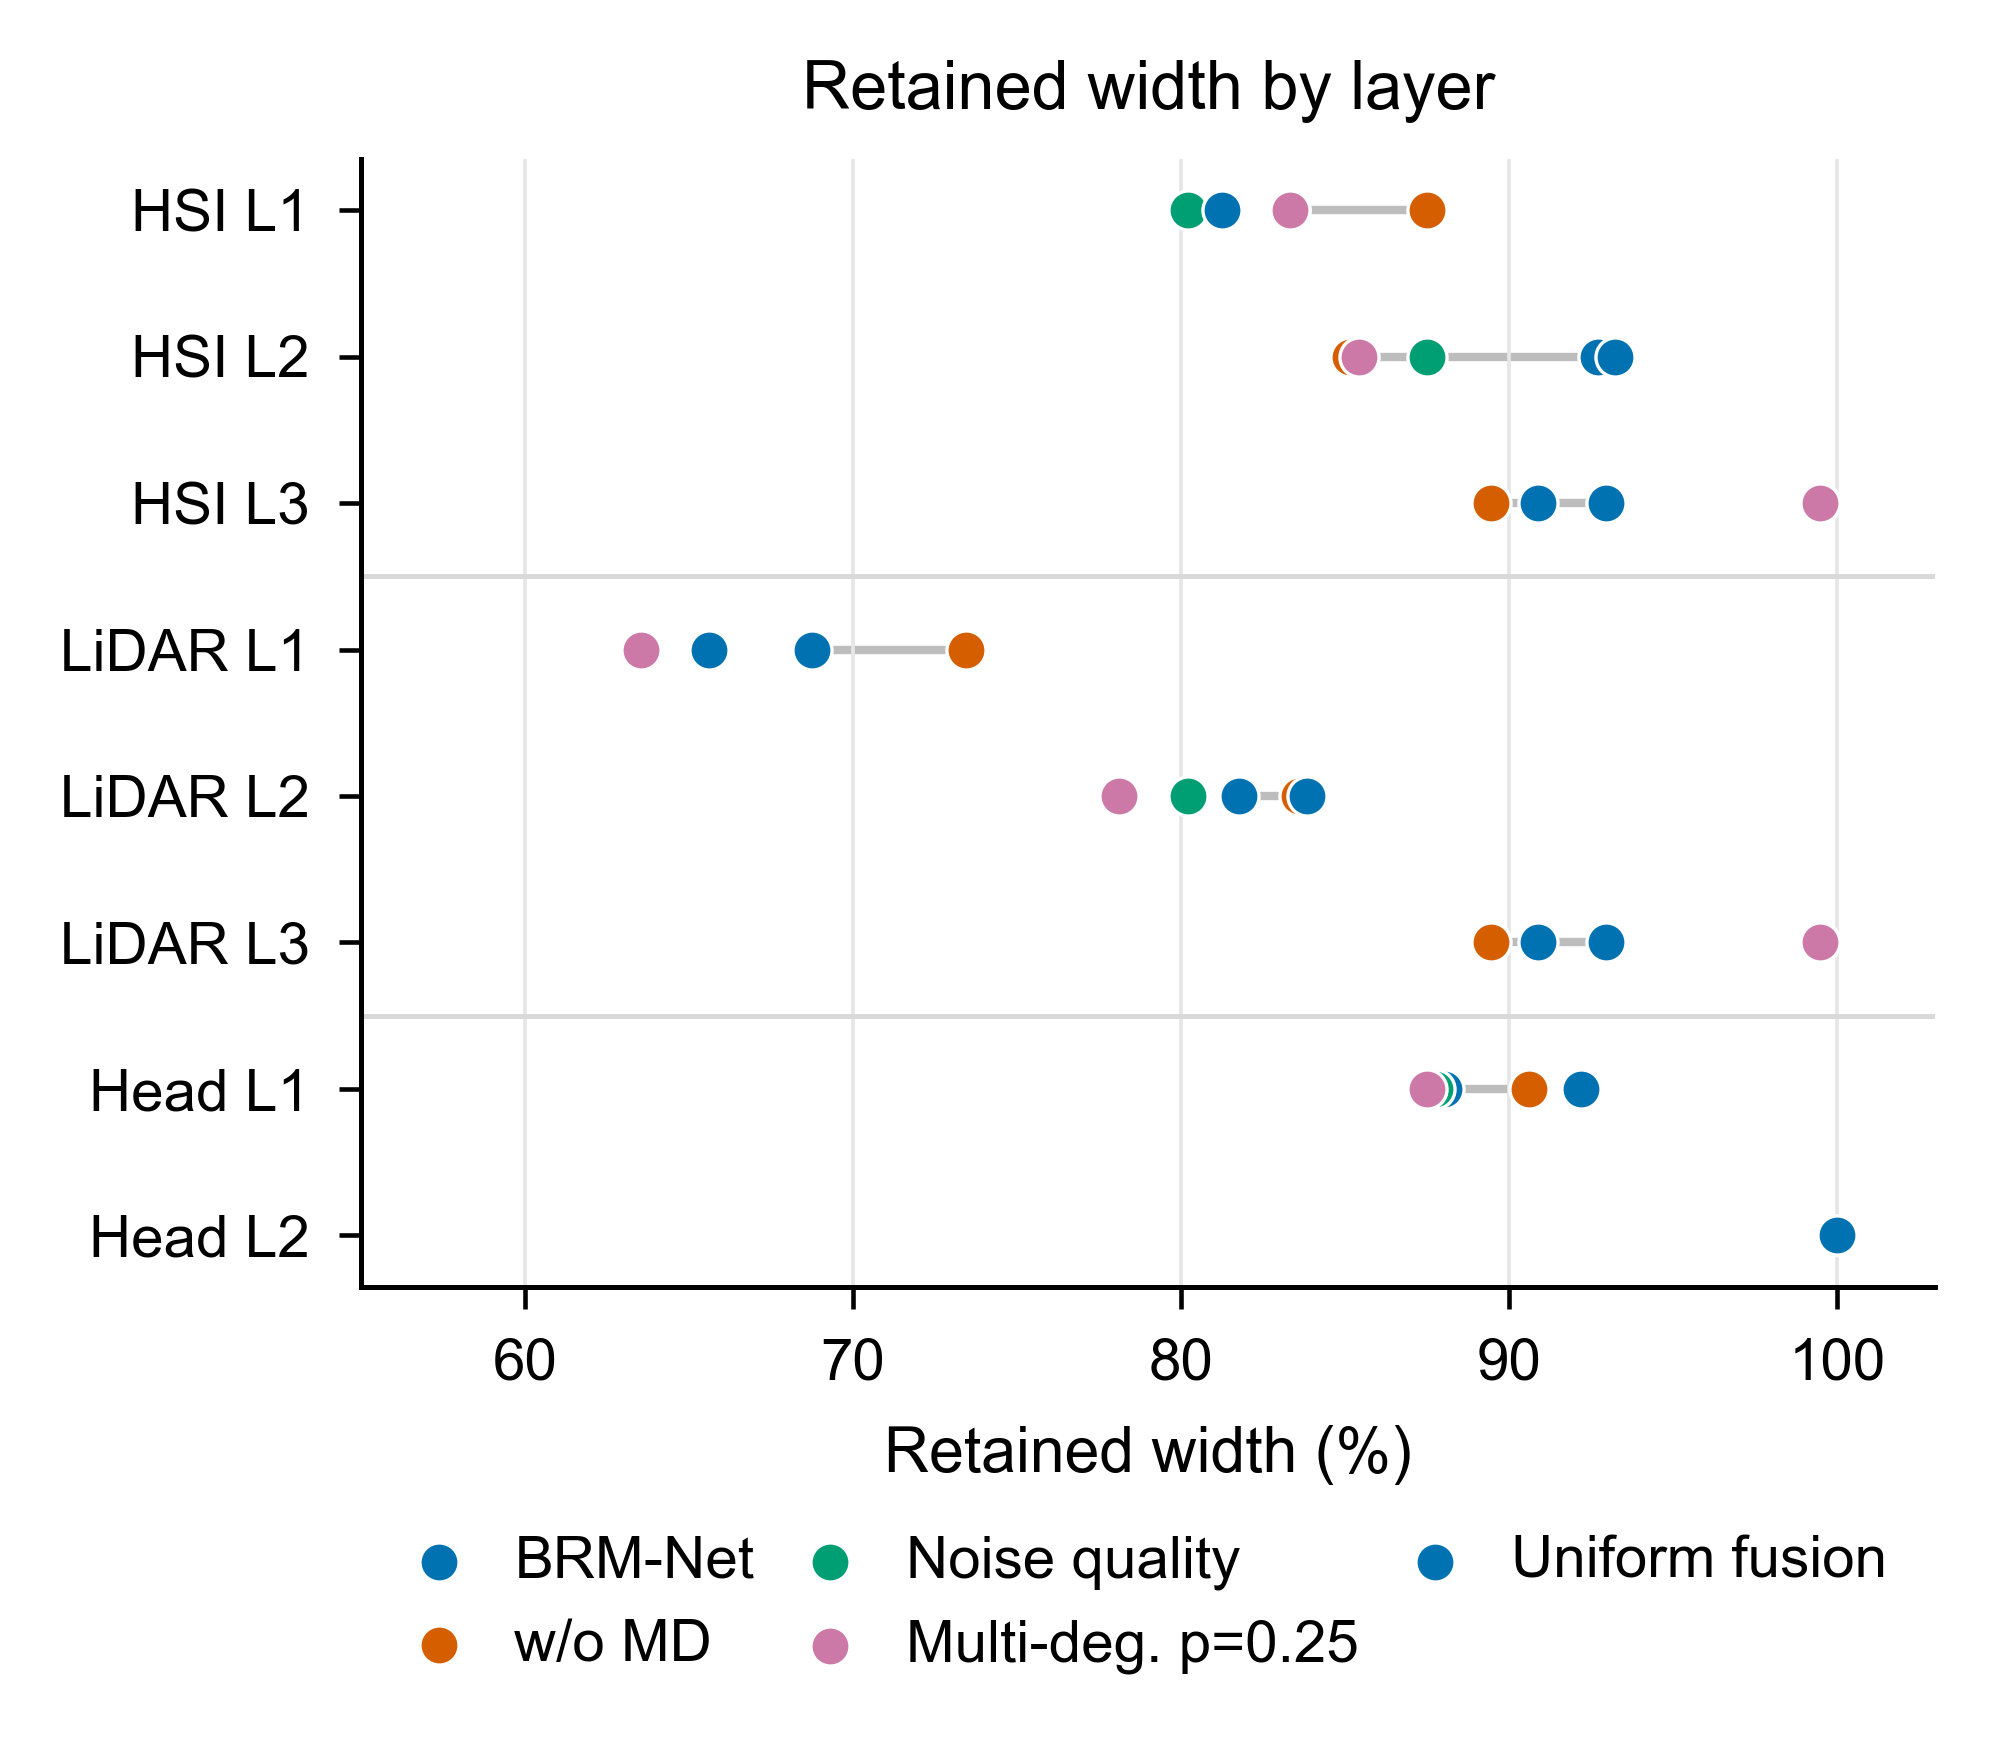 Retained width by layer
HSI L1
HSI L2
HSI L3
LiDAR L1
LiDAR L2
LiDAR L3
Head L1
Head L2
60 70 80 90 100
Retained width (%)
BRM-Net Noise quality Uniform fusion
w/o MD Multi-deg. p=0.25